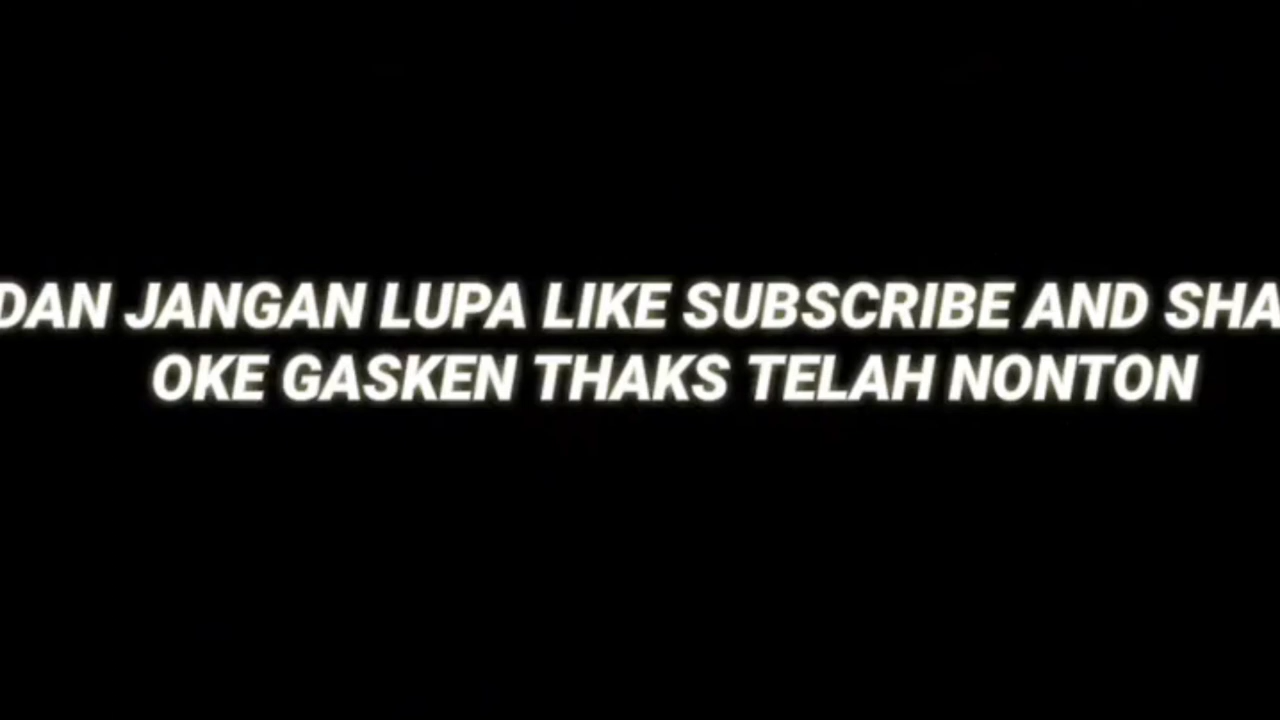 DAN JANGAN LUPA LIKE SUBSCRIBE AND SHA
OKE GASKEN THAKS TELAH NONTON